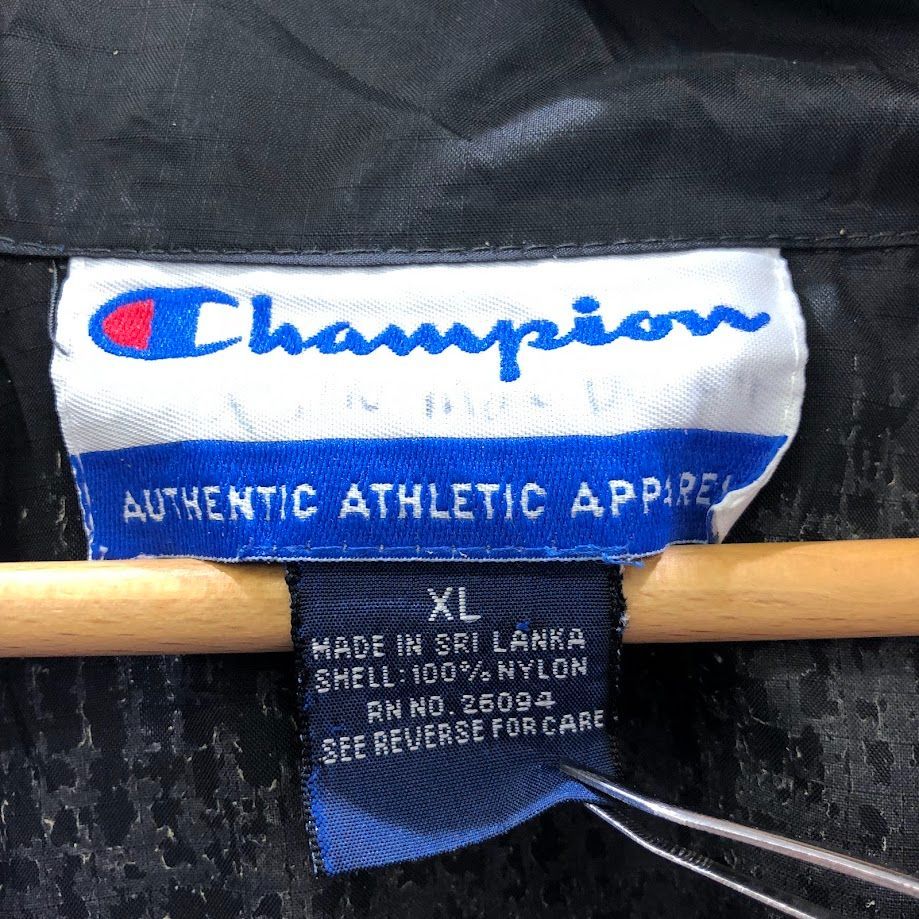 Champion
AUTHENTIC ATHLETIC APPAREL
XL
MADE IN SRI LANKA
SHELL: 100% NYLON
RN NO. 26094
SEE REVERSE FOR CARE